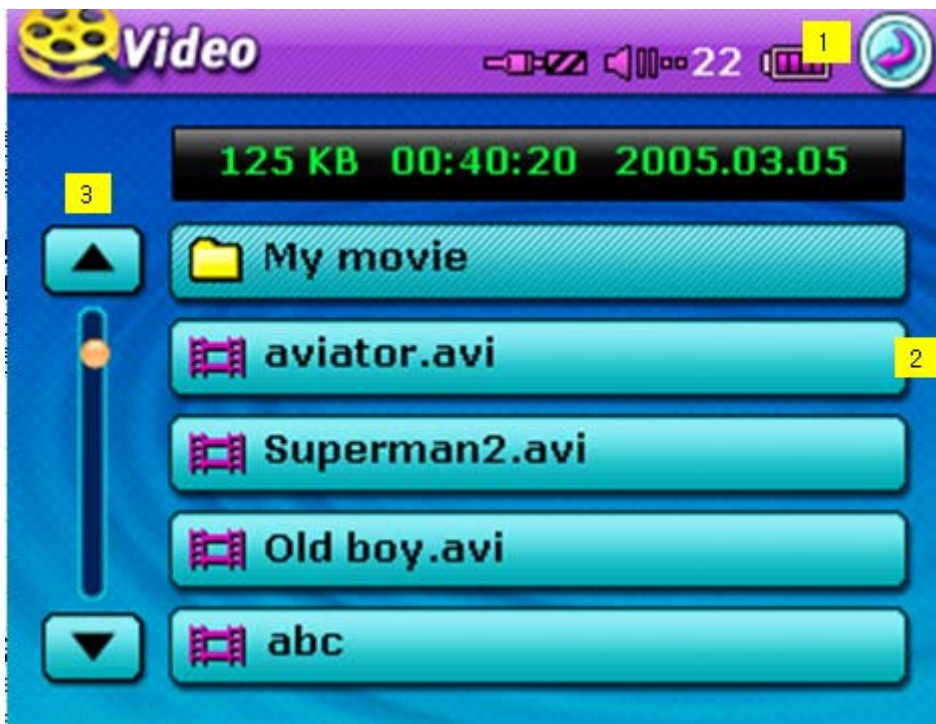 Video 22 1
125 KB 00:40:20 2005.03.05
3
My movie
aviator.avi
2
Superman2.avi
Old boy.avi
abc